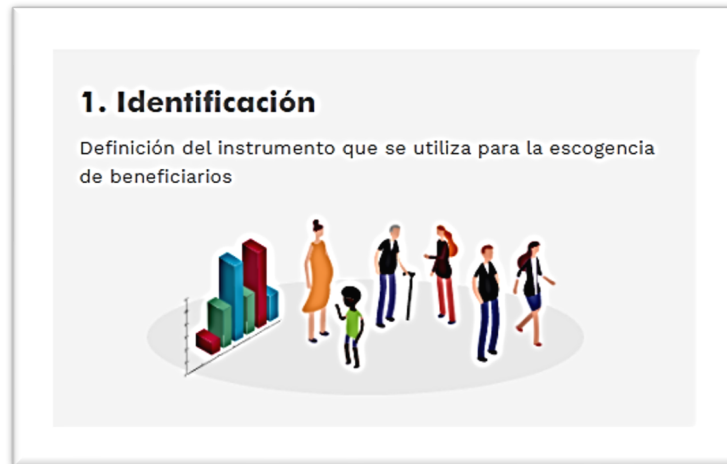 1. Identificación
Definición del instrumento que se utiliza para la escogencia
de beneficiarios